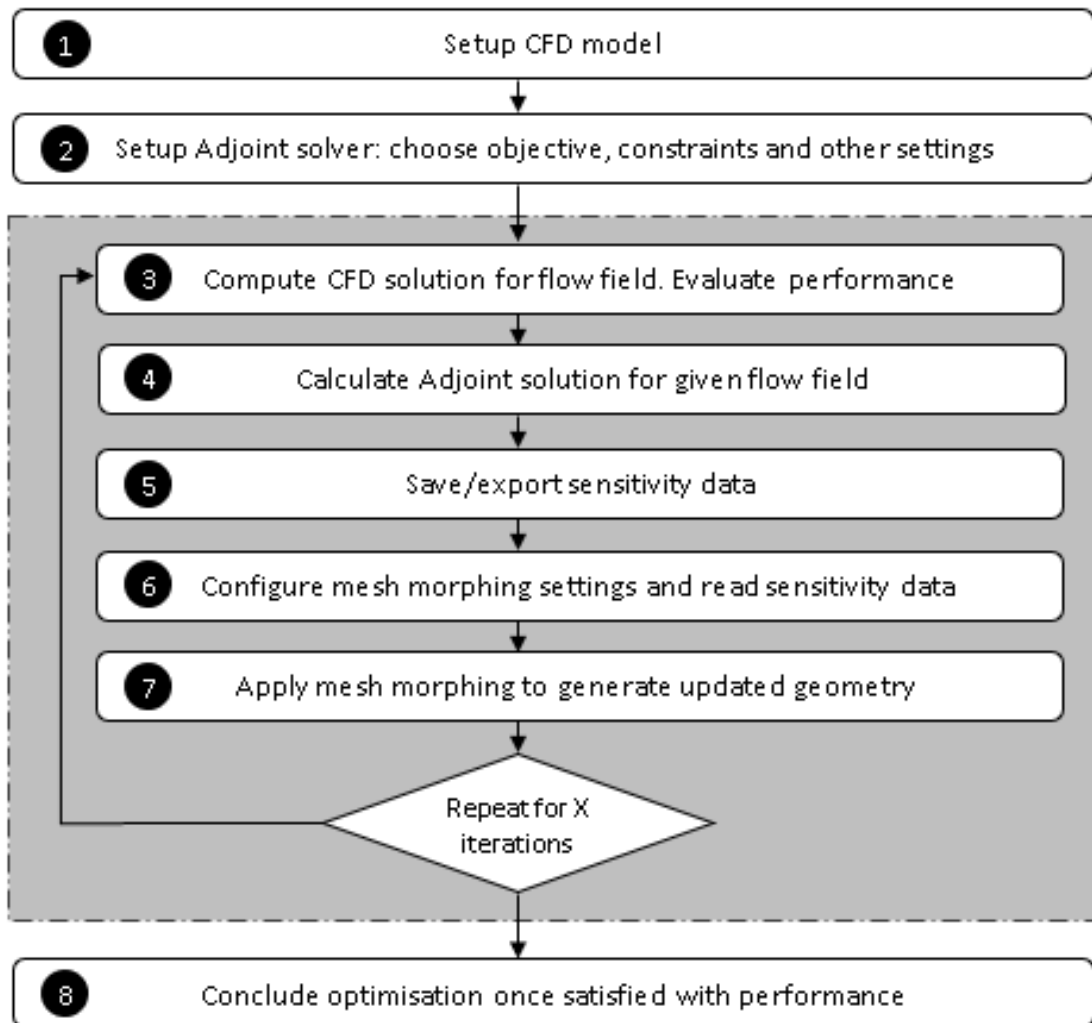 1 Setup CFD model
2 Setup Adjoint solver: choose objective, constraints and other settings
3 Compute CFD solution for flow field. Evaluate performance
4 Calculate Adjoint solution for given flow field
5 Save/export sensitivity data
6 Configure mesh morphing settings and read sensitivity data
7 Apply mesh morphing to generate updated geometry
Repeat for X
iterations
8 Conclude optimisation once satisfied with performance